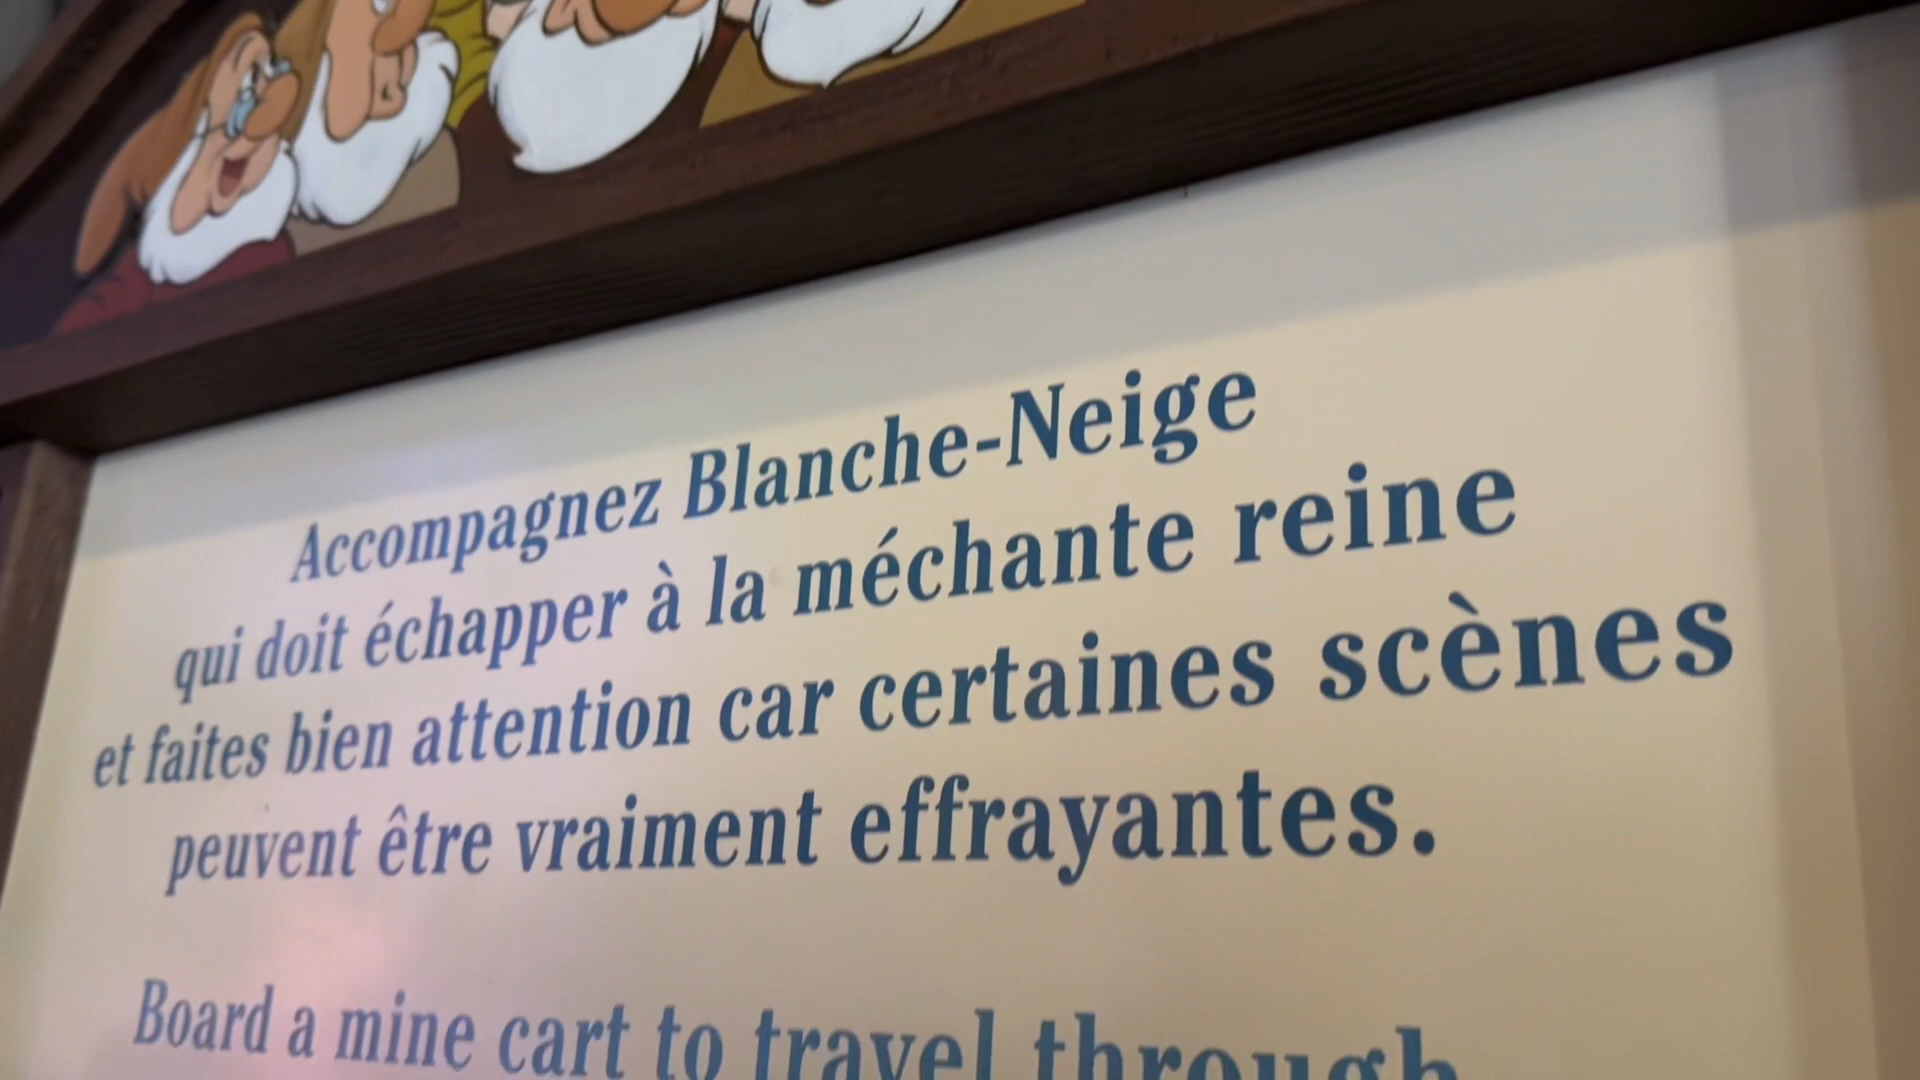 Accompagnez Blanche-Neige
qui doit échapper à la méchante reine
et faites bien attention car certaines scènes
peuvent être vraiment effrayantes.
Board a mine cart to travel through